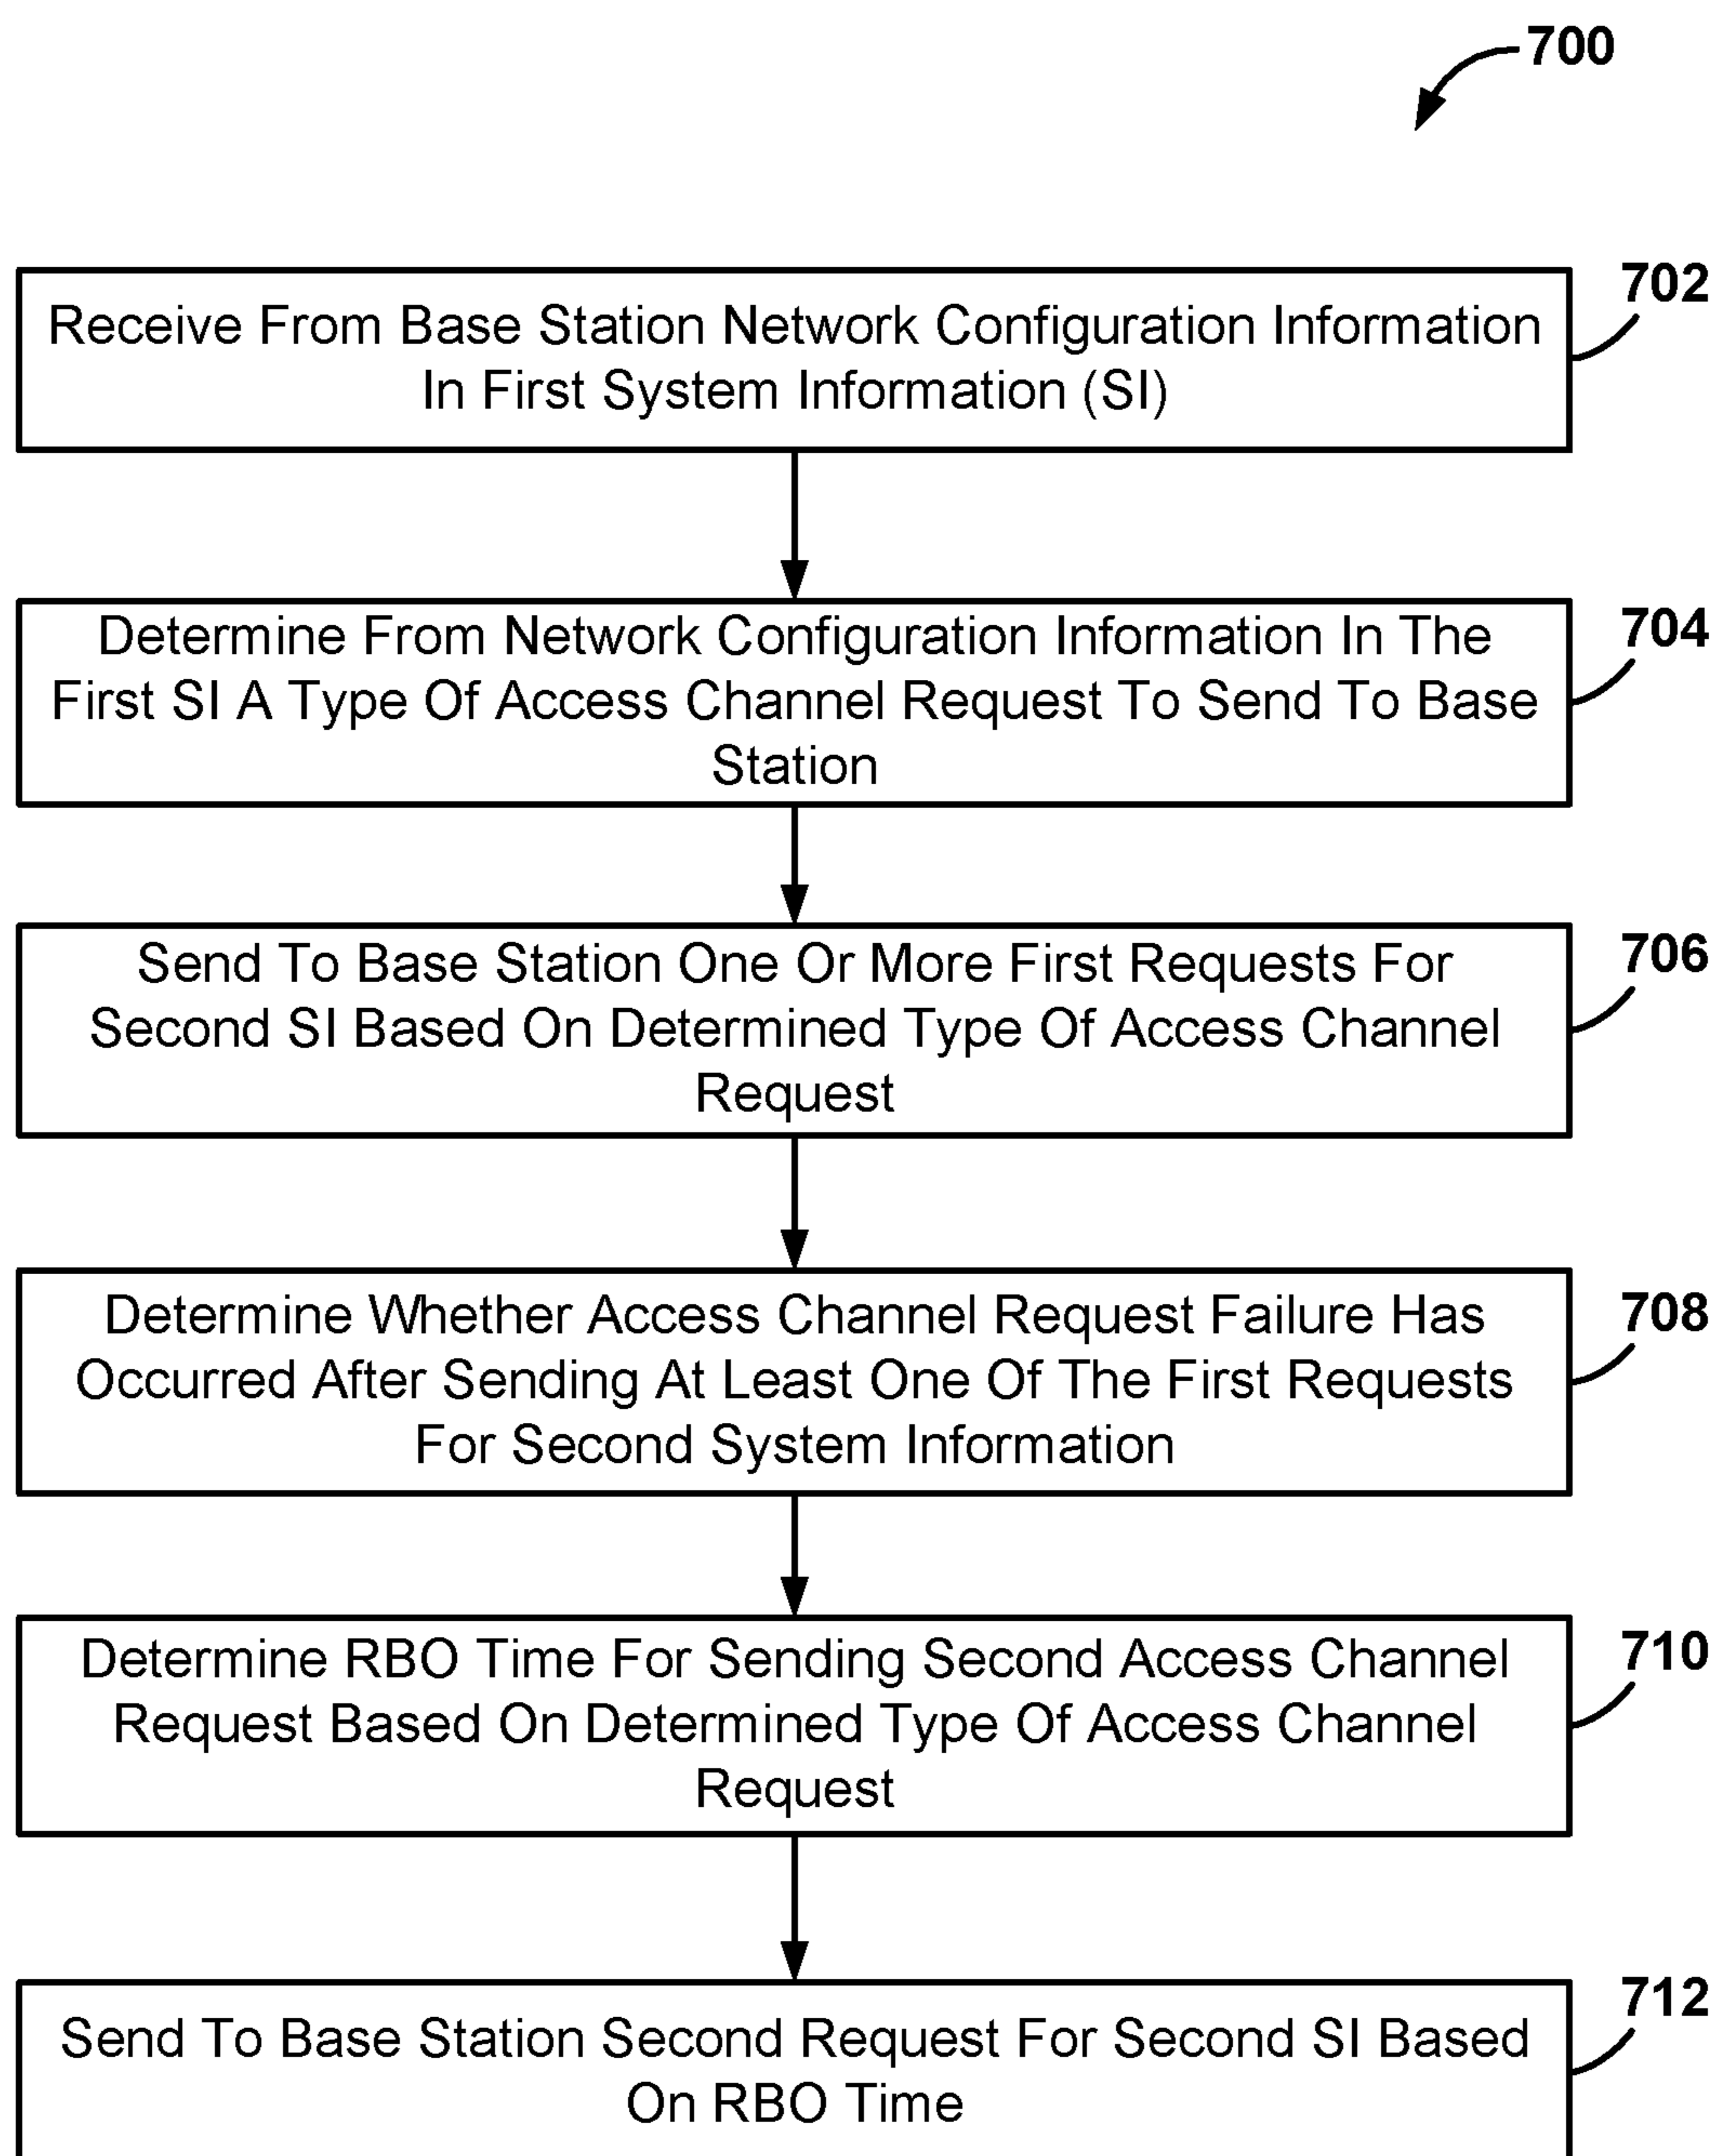 700
702
Receive From Base Station Network Configuration Information
In First System Information (SI)
704
Determine From Network Configuration Information In The
First SI A Type Of Access Channel Request To Send To Base
Station
706
Send To Base Station One Or More First Requests For
Second SI Based On Determined Type Of Access Channel
Request
708
Determine Whether Access Channel Request Failure Has
Occurred After Sending At Least One Of The First Requests
For Second System Information
710
Determine RBO Time For Sending Second Access Channel
Request Based On Determined Type Of Access Channel
Request
712
Send To Base Station Second Request For Second SI Based
On RBO Time